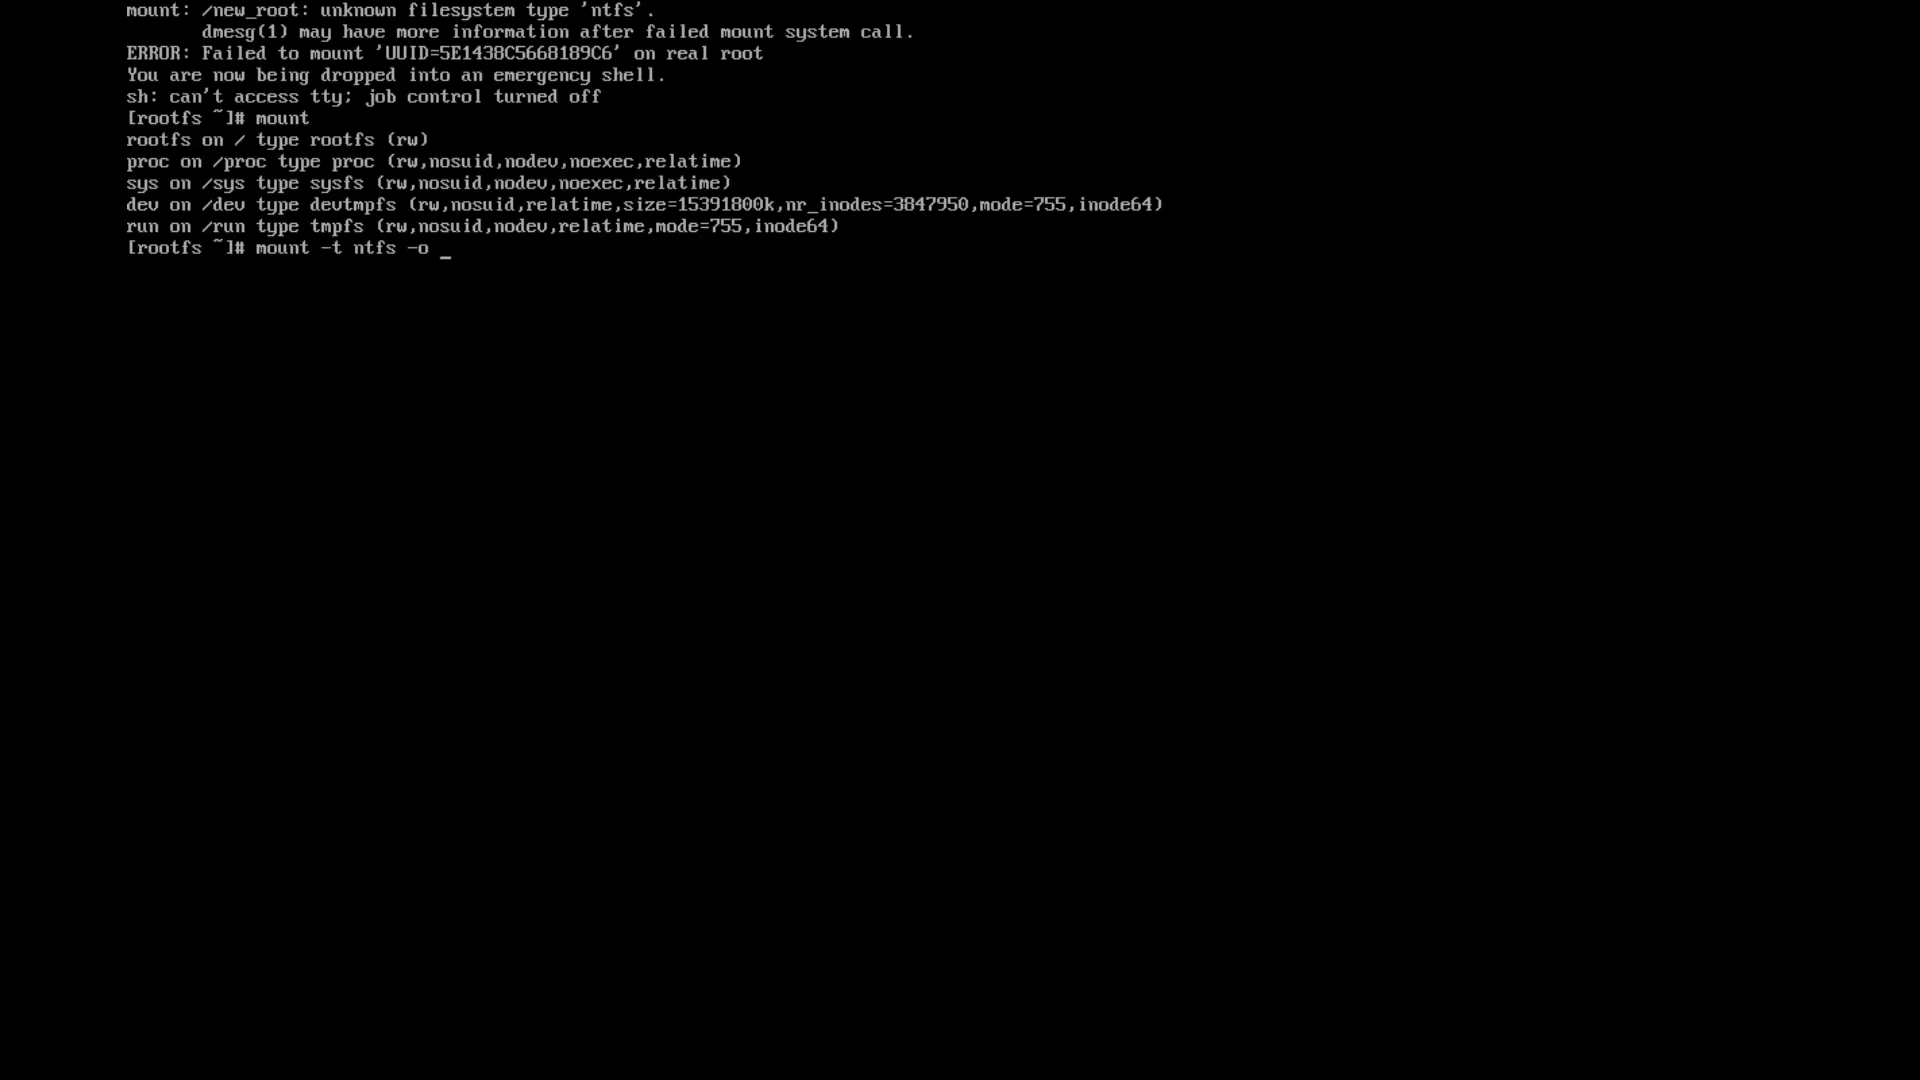 mount: /new_root: unknown filesystem type 'ntfs'.
dmesg(1) may have more information after failed mount system call.
ERROR: Failed to mount 'UUID=5E1438C5668189C6' on real root
You are now being dropped into an emergency shell.
sh: can't access tty; job control turned off
[rootfs ~]# mount
rootfs on / type rootfs (rw)
proc on /proc type proc (rw,nosuid,nodev,noexec,relatime)
sys on /sys type sysfs (rw,nosuid,nodev,noexec,relatime)
dev on /dev type devtmpfs (rw,nosuid,relatime,size=15391800k,nr_inodes=3847950,mode=755,inode64)
run on /run type tmpfs (rw,nosuid,nodev,relatime,mode=755,inode64)
[rootfs ~]# mount -t ntfs -o _